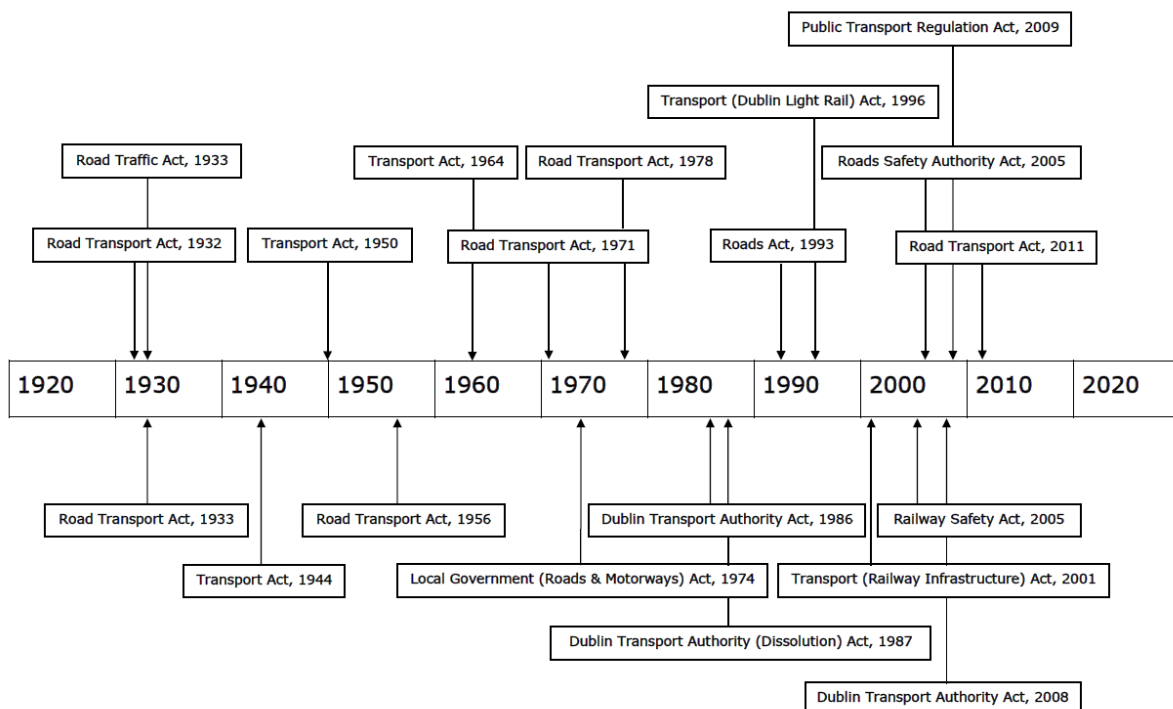 Public Transport Regulation Act, 2009
Transport (Dublin Light Rail) Act, 1996
Road Traffic Act, 1933
Transport Act, 1964
Road Transport Act, 1978
Roads Safety Authority Act, 2005
Road Transport Act, 1932
Transport Act, 1950
Road Transport Act, 1971
Roads Act, 1993
Road Transport Act, 2011
1920 1930 1940 1950 1960 1970 1980 1990 2000 2010 2020
Road Transport Act, 1933
Road Transport Act, 1956
Dublin Transport Authority Act, 1986
Railway Safety Act, 2005
Transport Act, 1944
Local Government (Roads & Motorways) Act, 1974
Transport (Railway Infrastructure) Act, 2001
Dublin Transport Authority (Dissolution) Act, 1987
Dublin Transport Authority Act, 2008